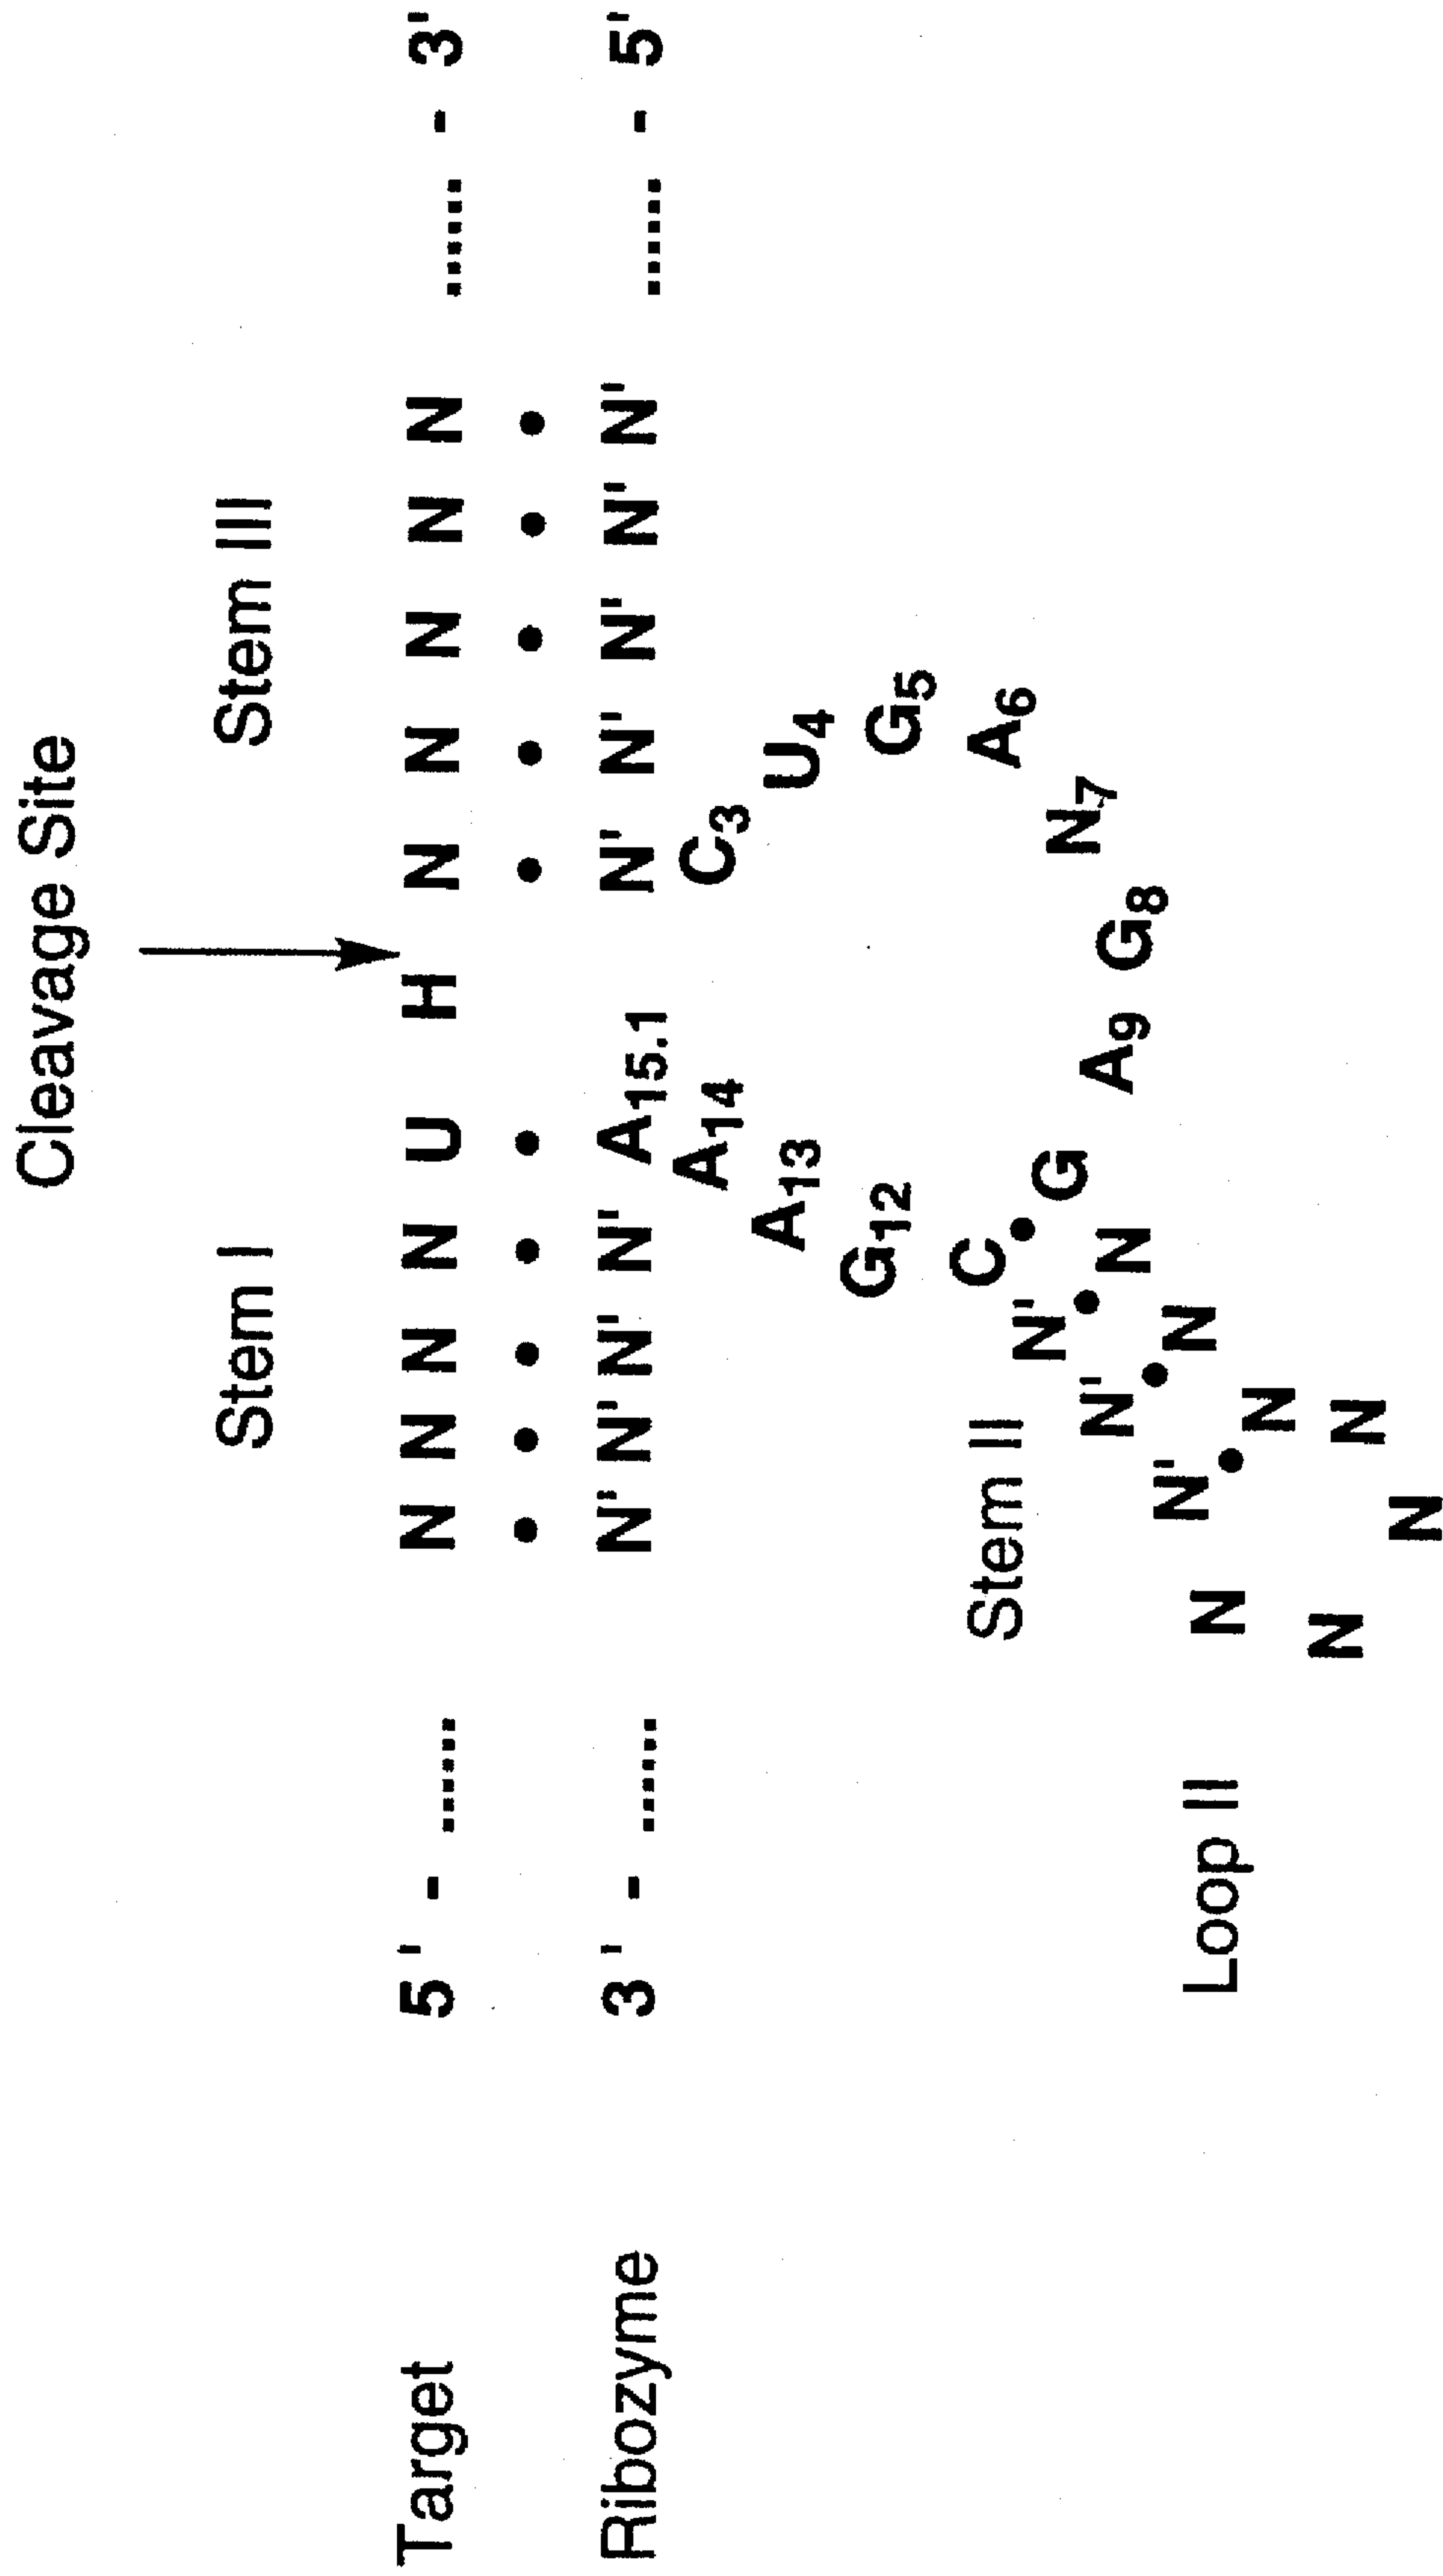 Cleavage Site
Stem I Stem III
Target 5' - ...... N N N N U H N N N N N ...... - 3'
Ribozyme 3' - ...... N' N' N' N' A15.1 N' N' N' N' N' ...... - 5'
A14 C3
A13 U4
G12 G5
C • G A6
N' N N7
Stem II N' N A9 G8
N' N
N N
Loop II N N